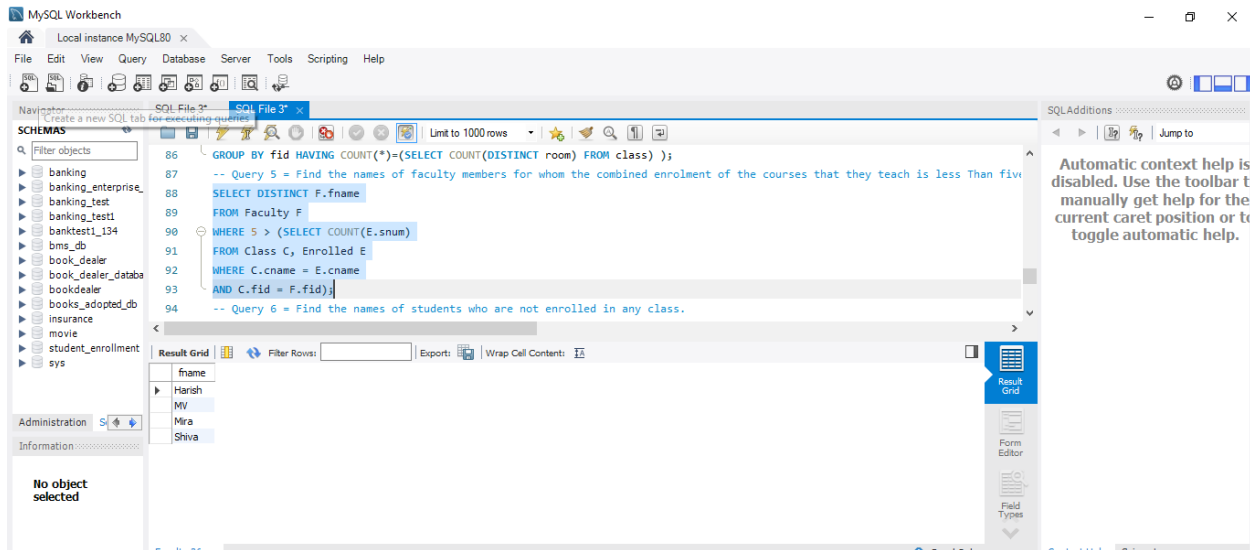 MySQL Workbench
Local instance MySQL80 ×
File Edit View Query Database Server Tools Scripting Help
Navigator
Create a new SQL tab for executing queries
SCHEMAS
Filter objects
banking
banking_enterprise_
banking_test
banking_test1
banktest1_134
bms_db
book_dealer
book_dealer_databa
bookdealer
books_adopted_db
insurance
movie
student_enrollment
sys
Administration
Information
No object
selected
SQL File 3* SQL File 3* ×
Limit to 1000 rows
86 GROUP BY fid HAVING COUNT(*)=(SELECT COUNT(DISTINCT room) FROM class) );
87 -- Query 5 = Find the names of faculty members for whom the combined enrolment of the courses that they teach is less Than five
88 SELECT DISTINCT F.fname
89 FROM Faculty F
90 WHERE 5 > (SELECT COUNT(E.snum)
91 FROM Class C, Enrolled E
92 WHERE C.cname = E.cname
93 AND C.fid = F.fid);
94 -- Query 6 = Find the names of students who are not enrolled in any class.
Result Grid Filter Rows: Export: Wrap Cell Content:
fname
Harish
MV
Mira
Shiva
Result
Grid
Form
Editor
Field
Types
SQLAdditions
Jump to
Automatic context help is
disabled. Use the toolbar t
manually get help for the
current caret position or to
toggle automatic help.